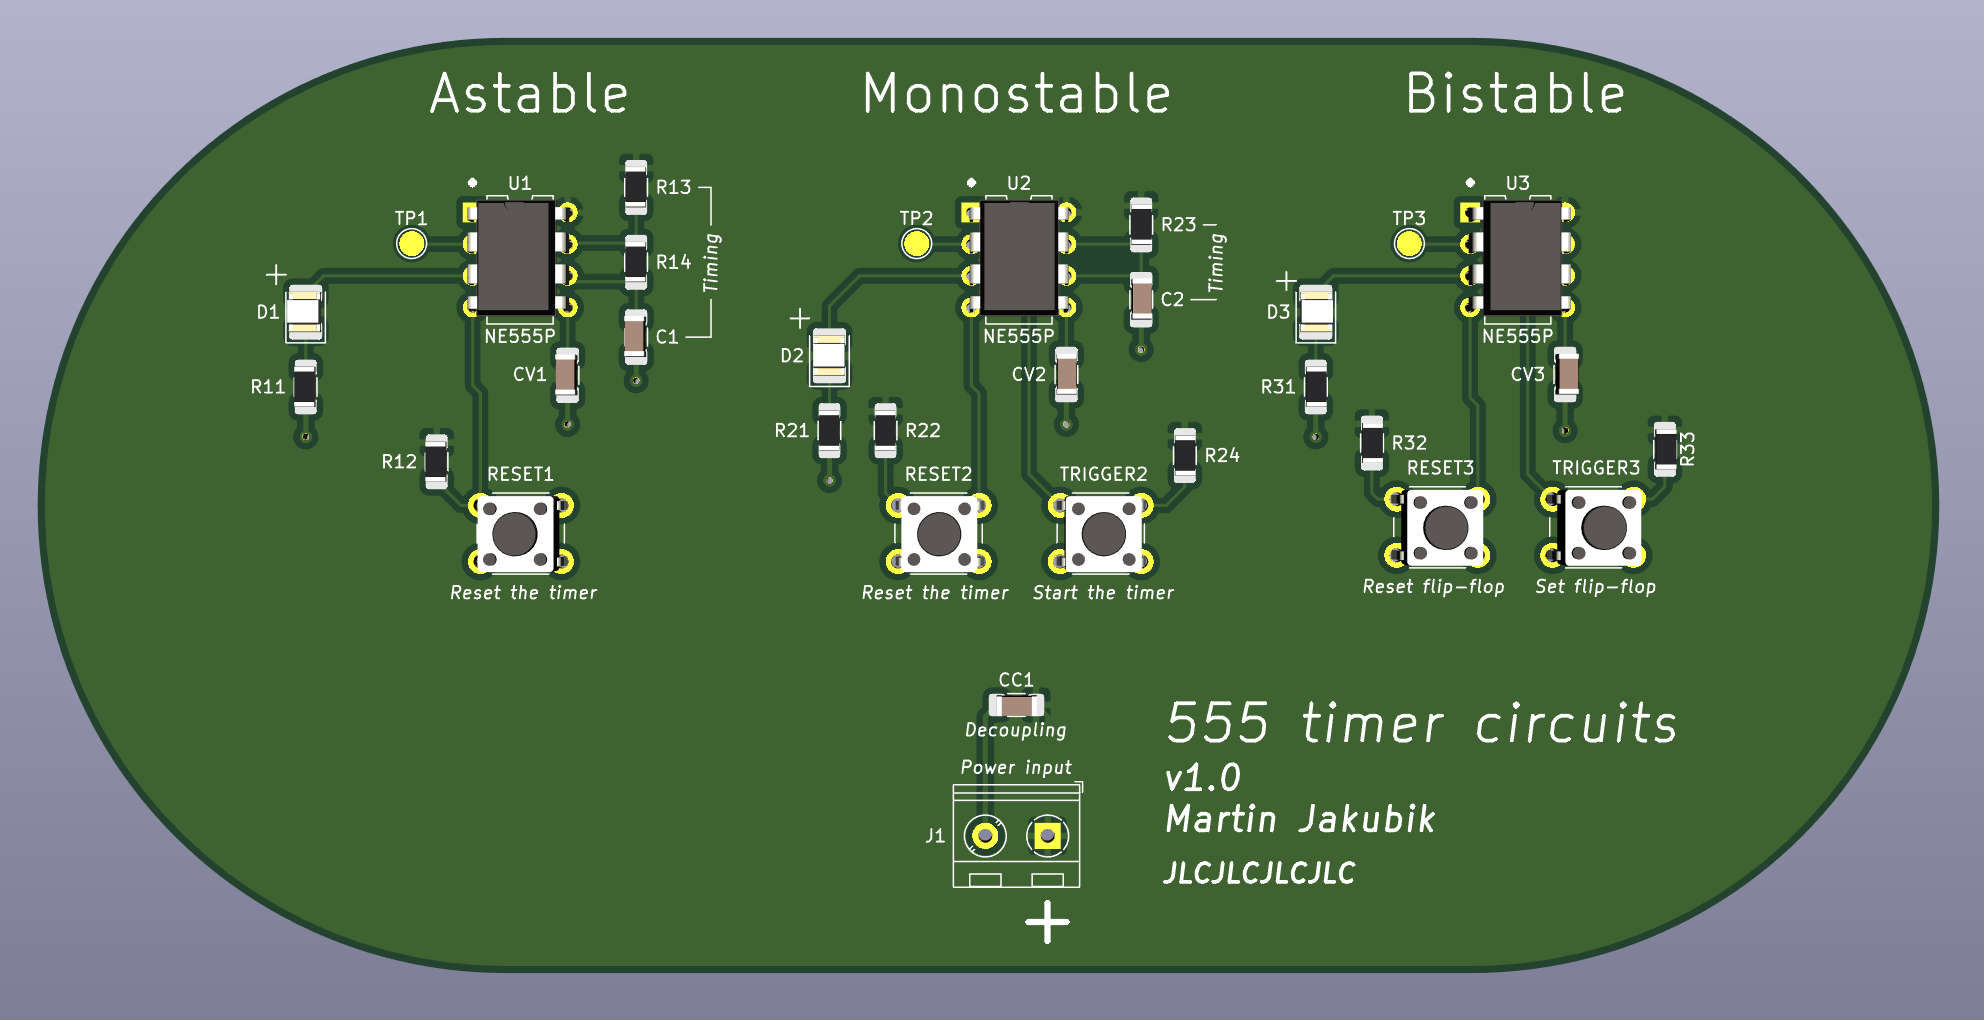 Astable
Monostable
Bistable
U1
R13
TP1
Timing
R14
D1
NE555P
C1
CV1
R11
R12
RESET1
Reset the timer
U2
TP2
R23
Timing
C2
D2
NE555P
CV2
R21
R22
R24
RESET2
TRIGGER2
Reset the timer
Start the timer
U3
TP3
D3
NE555P
CV3
R31
R32
R33
RESET3
TRIGGER3
Reset flip-flop
Set flip-flop
CC1
Decoupling
Power input
J1
+
555 timer circuits
v1.0
Martin Jakubik
JLCJLCJLCJLC